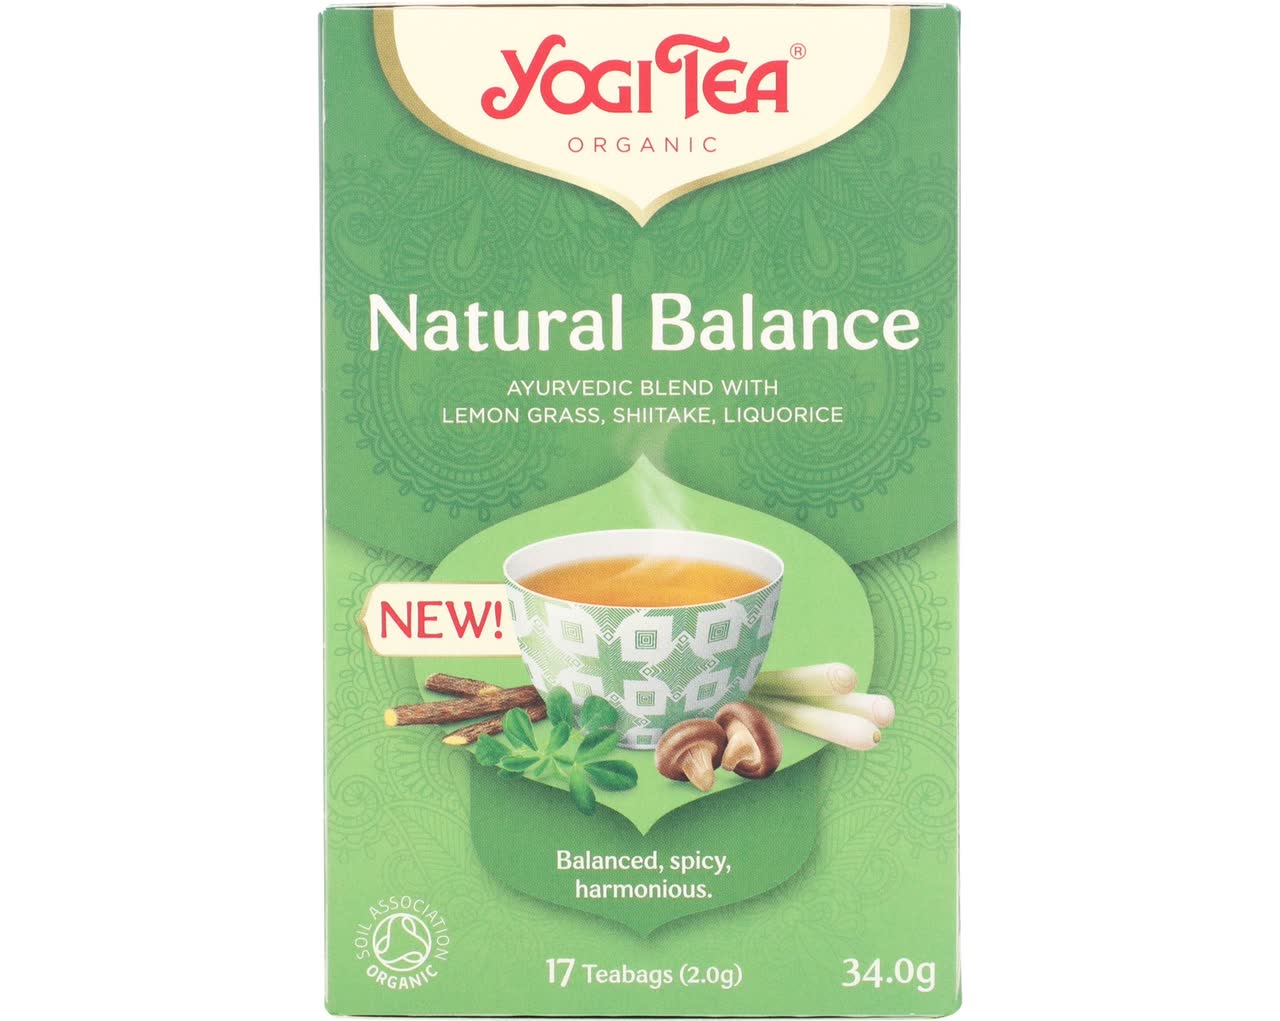 YOGI TEA®
ORGANIC
Natural Balance
AYURVEDIC BLEND WITH
LEMON GRASS, SHIITAKE, LIQUORICE
NEW!
Balanced, spicy,
harmonious.
SOIL ASSOCIATION
ORGANIC
17 Teabags (2.0g)
34.0g